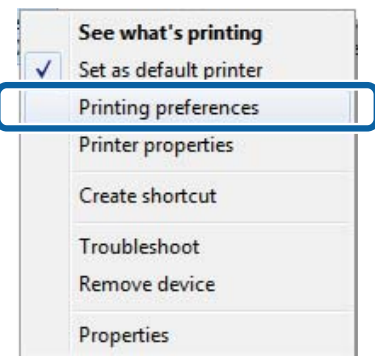 See what's printing
Set as default printer
Printing preferences
Printer properties
Create shortcut
Troubleshoot
Remove device
Properties